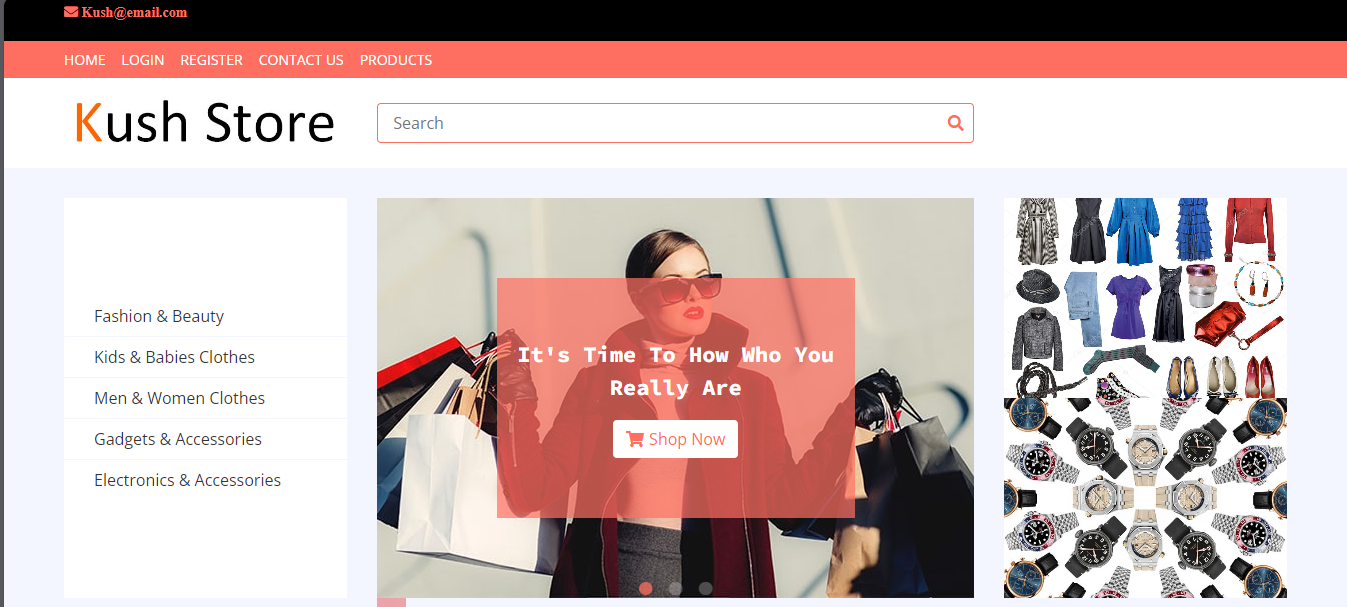 Kush@email.com
HOME LOGIN REGISTER CONTACT US PRODUCTS
Kush Store
Search
Fashion & Beauty
Kids & Babies Clothes
Men & Women Clothes
Gadgets & Accessories
Electronics & Accessories
It's Time To How Who You
Really Are
Shop Now